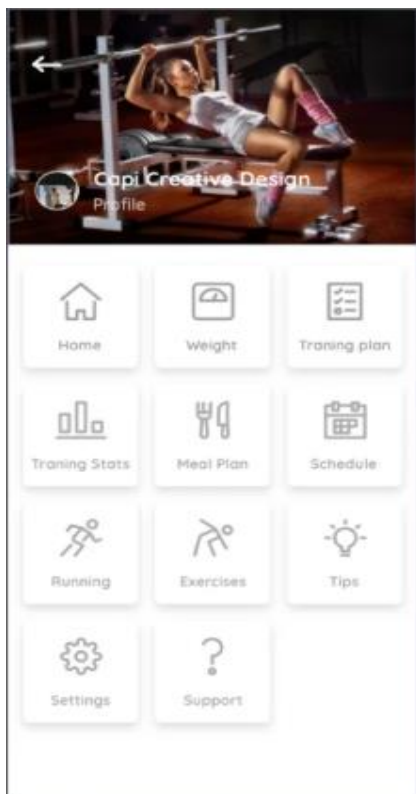 Capi Creative Design
Profile
Home
Weight
Traning plan
Traning Stats
Meal Plan
Schedule
Running
Exercises
Tips
Settings
Support